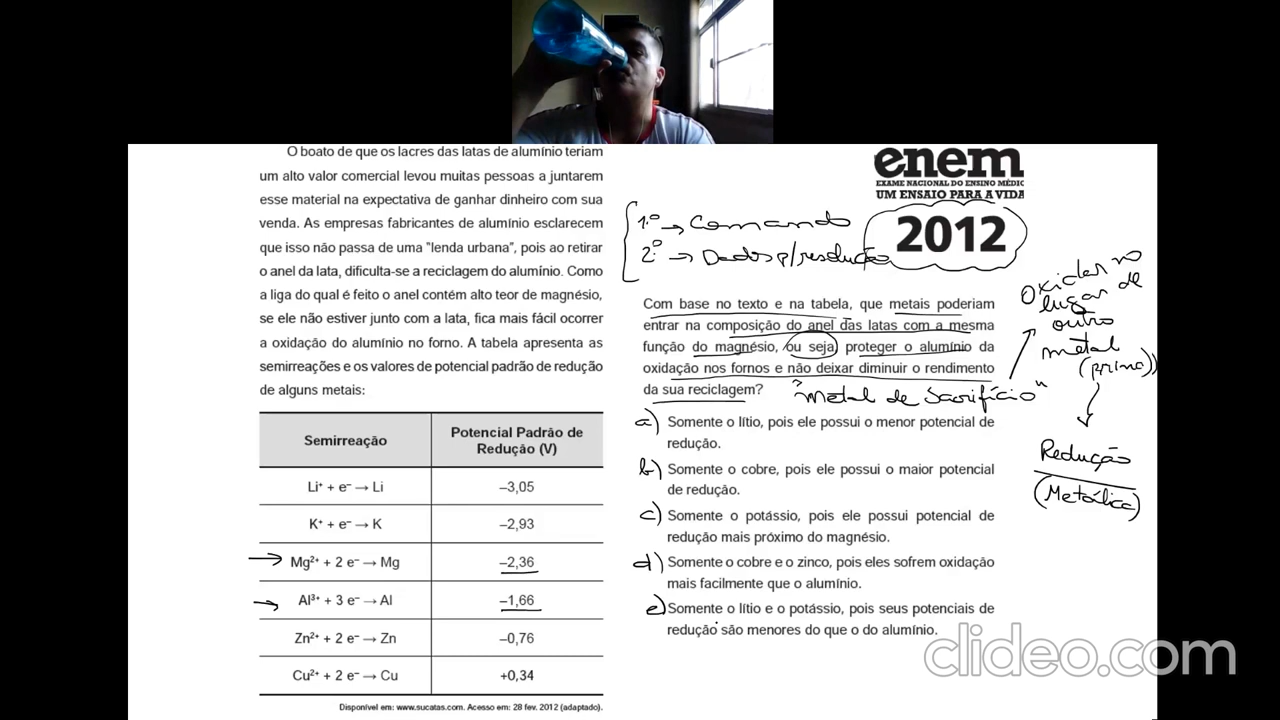 O boato de que os lacres das latas de alumínio teriam
um alto valor comercial levou muitas pessoas a juntarem
esse material na expectativa de ganhar dinheiro com sua
venda. As empresas fabricantes de alumínio esclarecem
que isso não passa de uma "lenda urbana", pois ao retirar
o anel da lata, dificulta-se a reciclagem do alumínio. Como
a liga do qual é feito o anel contém alto teor de magnésio,
se ele não estiver junto com a lata, fica mais fácil ocorrer
a oxidação do alumínio no forno. A tabela apresenta as
semirreações e os valores de potencial padrão de redução
de alguns metais:
Semirreação Potencial Padrão de
Redução (V)
Li⁺ + e⁻ → Li –3,05
K⁺ + e⁻ → K –2,93
→ Mg²⁺ + 2 e⁻ → Mg –2,36
→ Al³⁺ + 3 e⁻ → Al –1,66
Zn²⁺ + 2 e⁻ → Zn –0,76
Cu²⁺ + 2 e⁻ → Cu +0,34
Disponível em: www.sucatas.com. Acesso em: 28 fev. 2012 (adaptado).
enem
EXAME NACIONAL DO ENSINO MÉDIO
UM ENSAIO PARA A VIDA
2012
1º → Comando
2º → Dados p/resolução
Com base no texto e na tabela, que metais poderiam
entrar na composição do anel das latas com a mesma
função do magnésio, ou seja, proteger o alumínio da
oxidação nos fornos e não deixar diminuir o rendimento
da sua reciclagem?
"Metal de Sacrifício"
a) Somente o lítio, pois ele possui o menor potencial de
redução.
b) Somente o cobre, pois ele possui o maior potencial
de redução.
c) Somente o potássio, pois ele possui potencial de
redução mais próximo do magnésio.
d) Somente o cobre e o zinco, pois eles sofrem oxidação
mais facilmente que o alumínio.
e) Somente o lítio e o potássio, pois seus potenciais de
redução são menores do que o do alumínio.
Oxidar no
lugar de
outro
metal
(princ)
Redução
(Metálica)
clideo.com